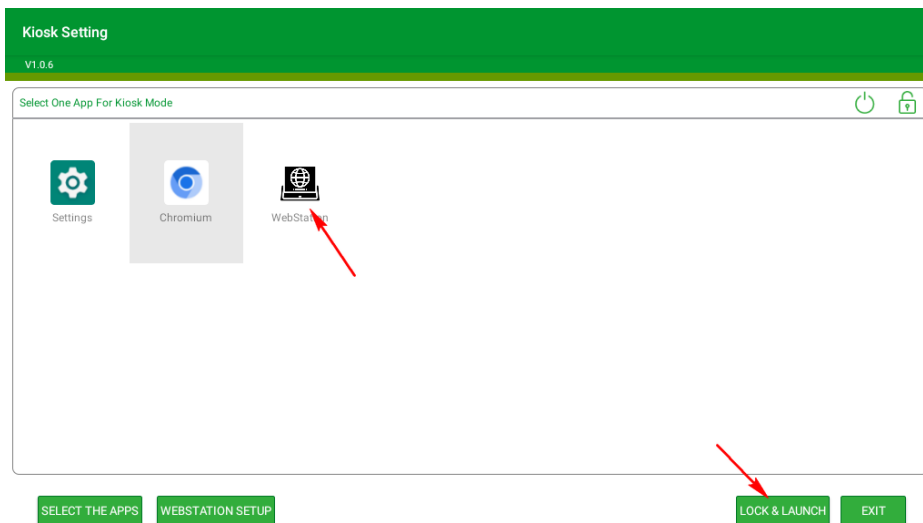 Kiosk Setting
V1.0.6
Select One App For Kiosk Mode
Settings
Chromium
WebStation
SELECT THE APPS
WEBSTATION SETUP
LOCK & LAUNCH
EXIT